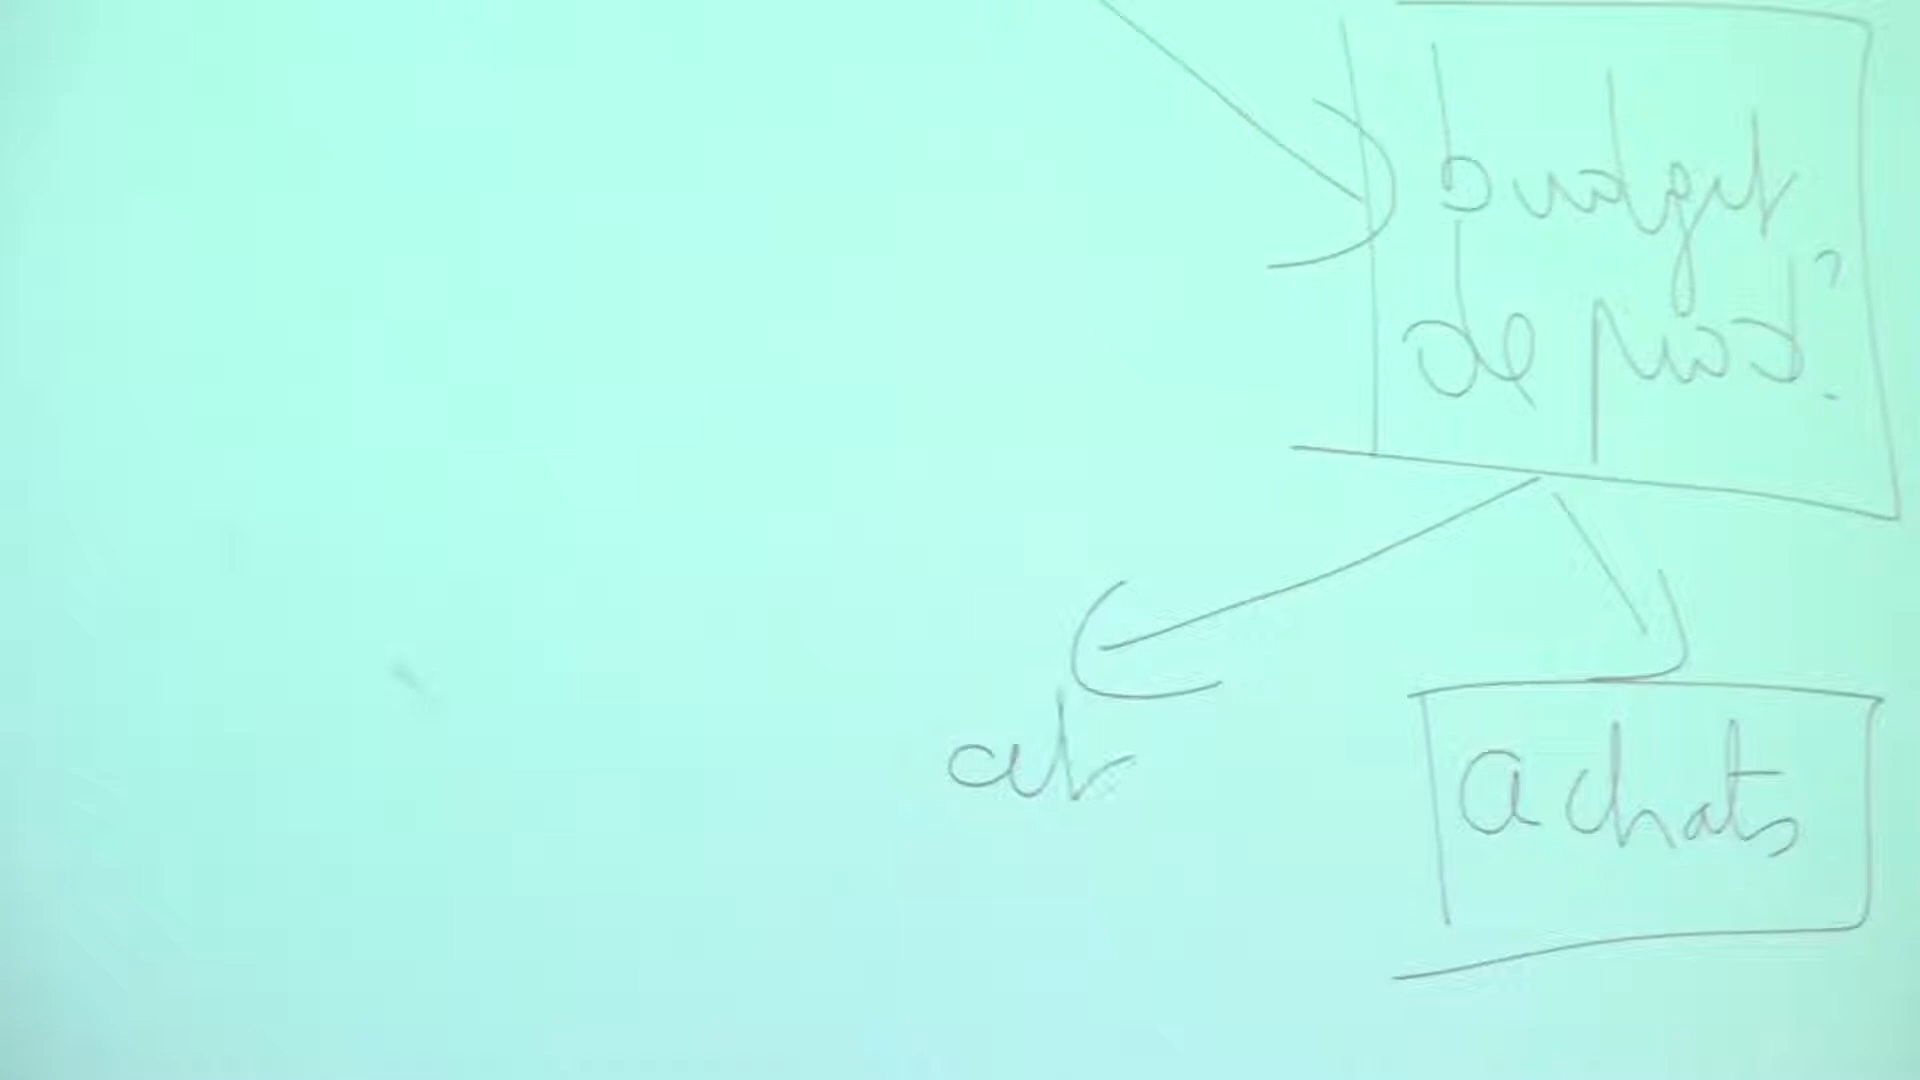 budget
de prod?
achats